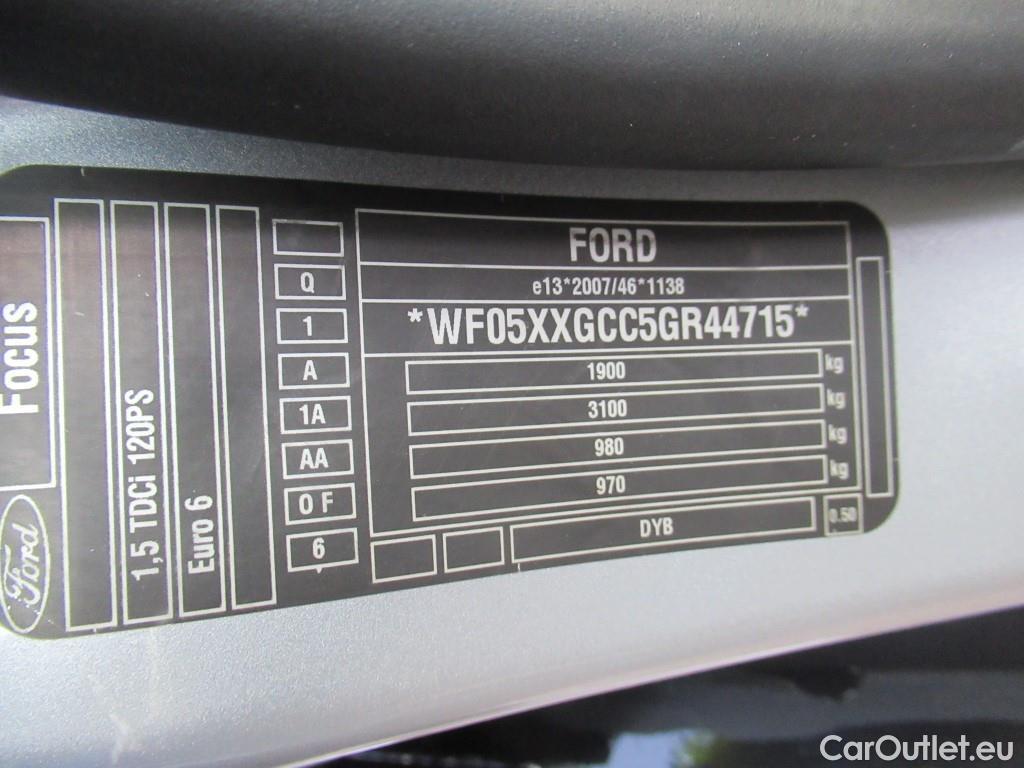 FORD
e13*2007/46*1138
*WF05XXGCC5GR44715*
1900 kg
3100 kg
980 kg
970 kg
DYB
0.50
Q
1
A
1A
AA
0 F
6
Focus
1,5 TDCi 120PS
Euro 6
Ford
CarOutlet.eu